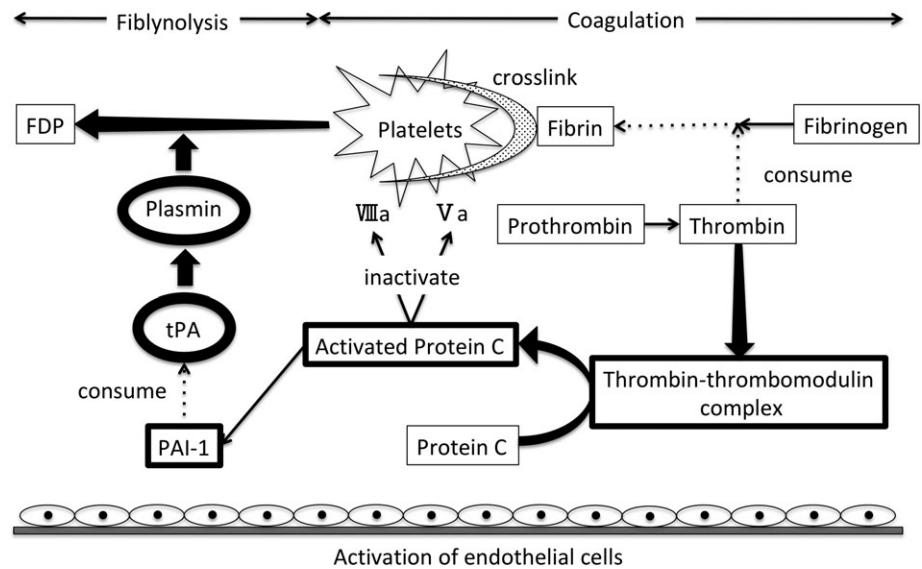 Fiblynolysis
Coagulation
crosslink
FDP
Platelets
Fibrin
Fibrinogen
consume
Plasmin
Ⅷa
Ⅴa
Prothrombin
Thrombin
inactivate
tPA
Activated Protein C
Thrombin-thrombomodulin
complex
consume
PAI-1
Protein C
Activation of endothelial cells